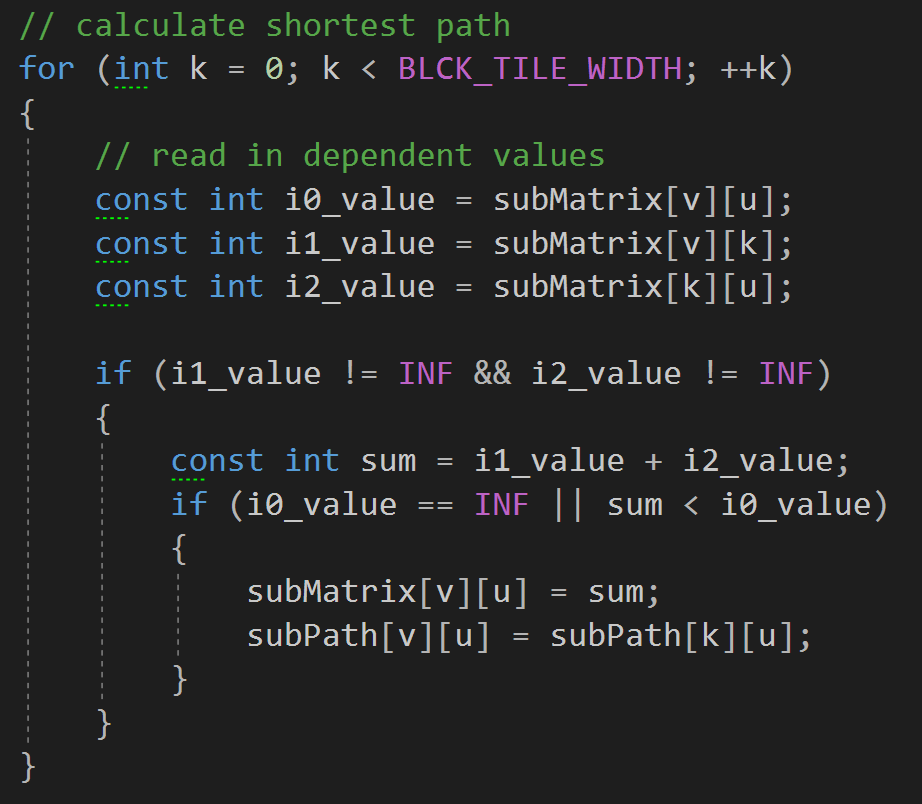 // calculate shortest path
for (int k = 0; k < BLCK_TILE_WIDTH; ++k)
{
    // read in dependent values
    const int i0_value = subMatrix[v][u];
    const int i1_value = subMatrix[v][k];
    const int i2_value = subMatrix[k][u];

    if (i1_value != INF && i2_value != INF)
    {
        const int sum = i1_value + i2_value;
        if (i0_value == INF || sum < i0_value)
        {
            subMatrix[v][u] = sum;
            subPath[v][u] = subPath[k][u];
        }
    }
}